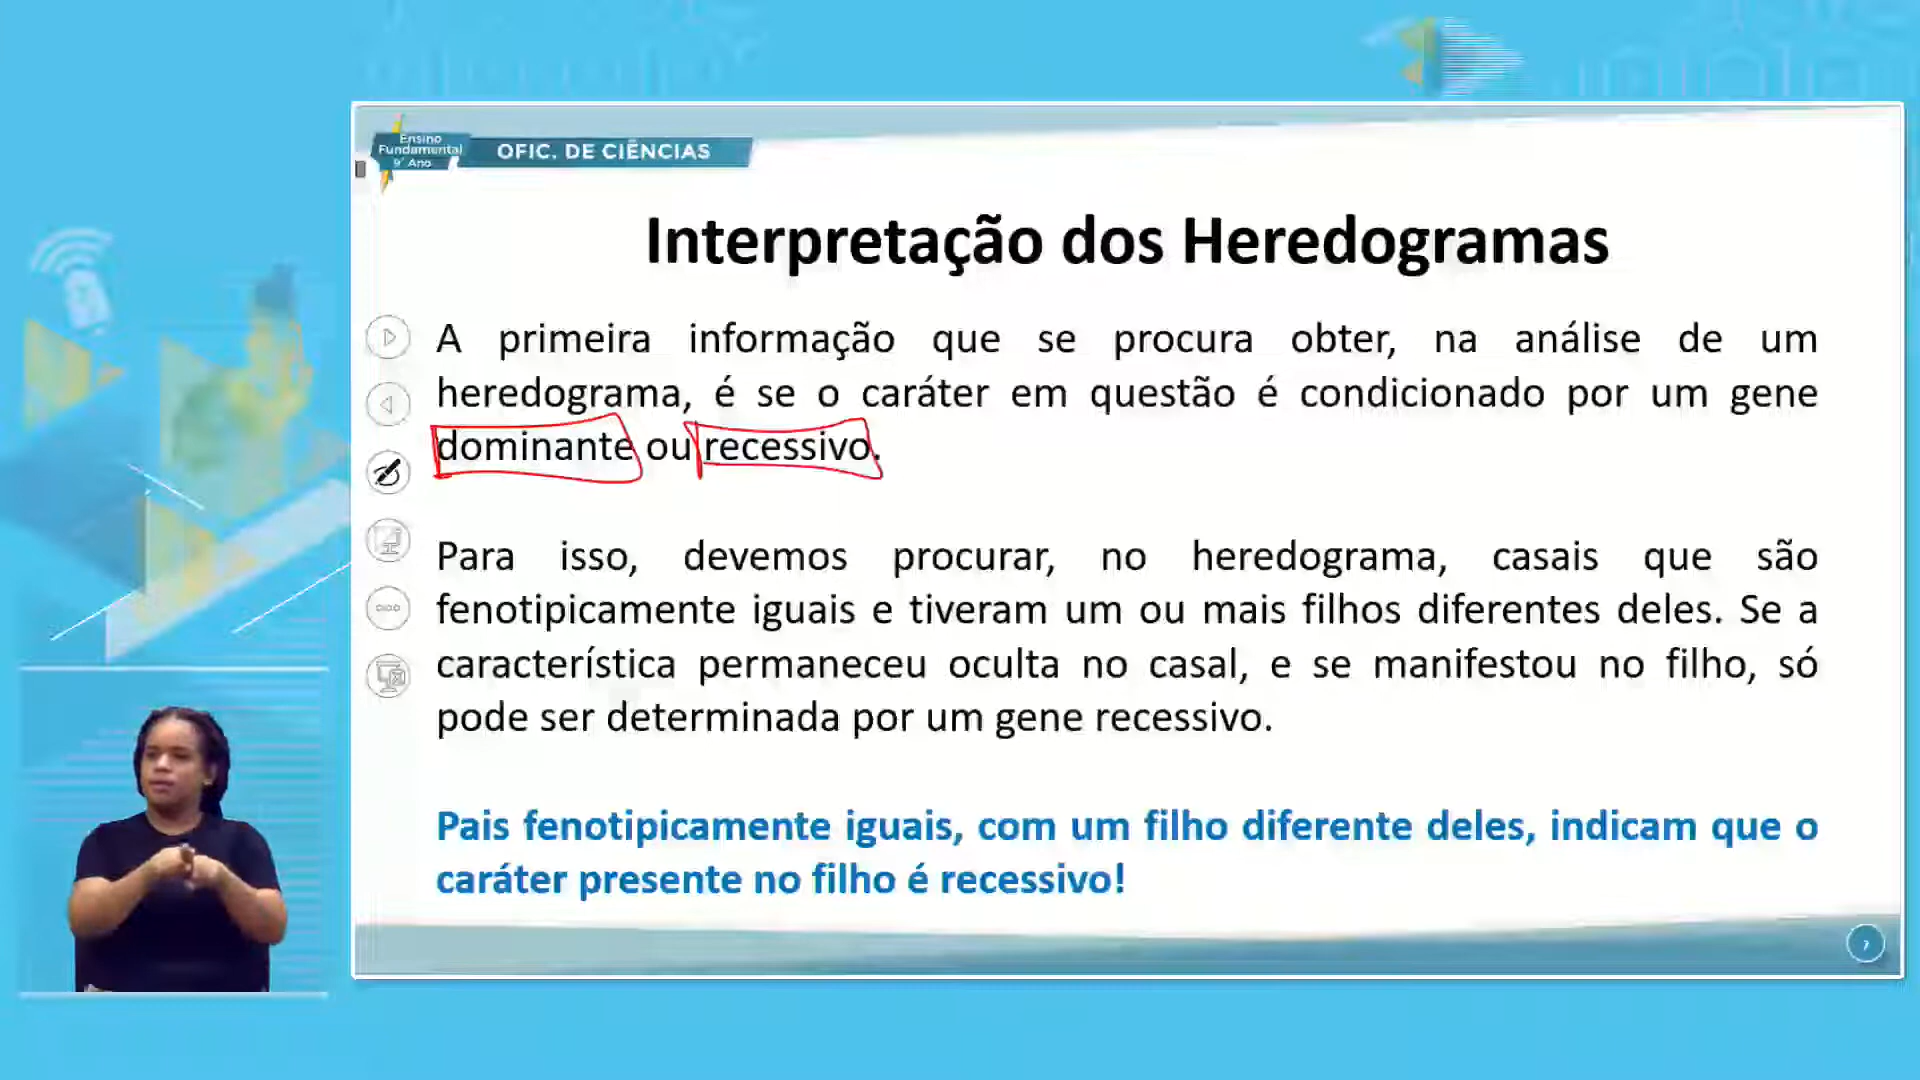 Ensino
Fundamental
9° Ano
OFIC. DE CIÊNCIAS
Interpretação dos Heredogramas
A primeira informação que se procura obter, na análise de um
heredograma, é se o caráter em questão é condicionado por um gene
dominante ou recessivo.
Para isso, devemos procurar, no heredograma, casais que são
fenotipicamente iguais e tiveram um ou mais filhos diferentes deles. Se a
característica permaneceu oculta no casal, e se manifestou no filho, só
pode ser determinada por um gene recessivo.
Pais fenotipicamente iguais, com um filho diferente deles, indicam que o
caráter presente no filho é recessivo!
7